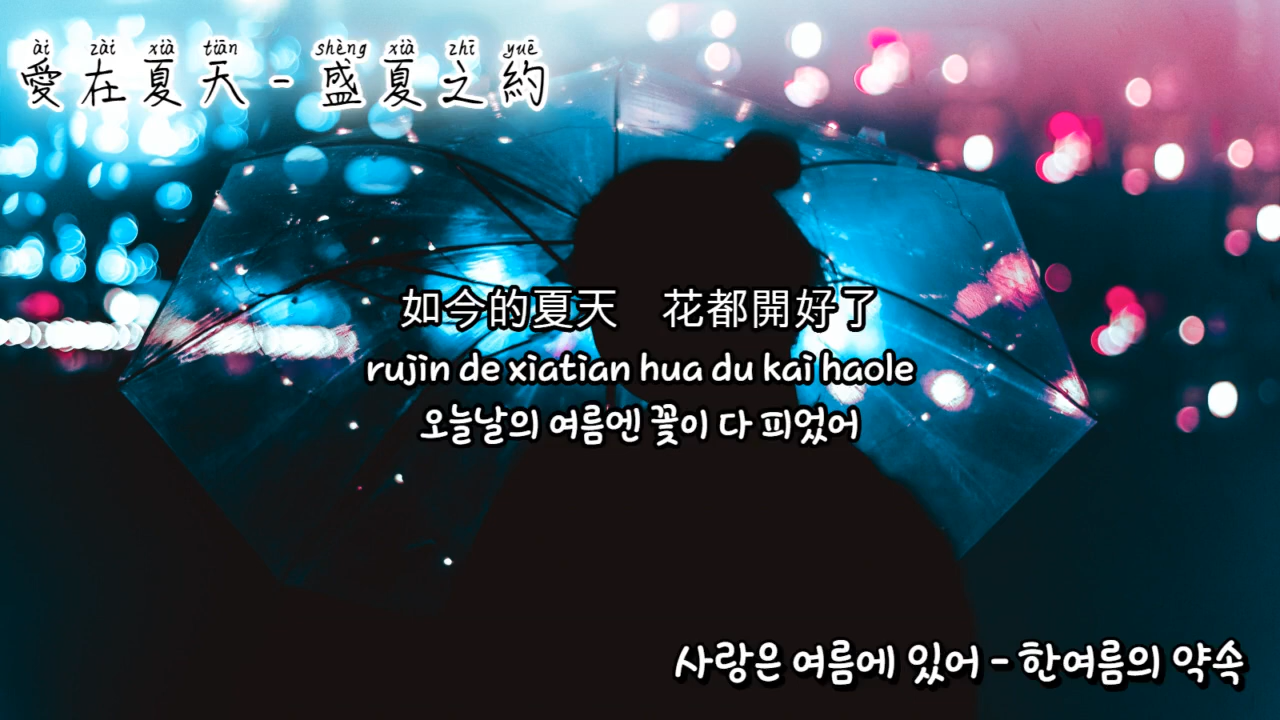 ài zài xià tiān shèng xià zhī yuē
愛在夏天 - 盛夏之約
如今的夏天　花都開好了
rujin de xiatian hua du kai haole
오늘날의 여름엔 꽃이 다 피었어
사랑은 여름에 있어 - 한여름의 약속